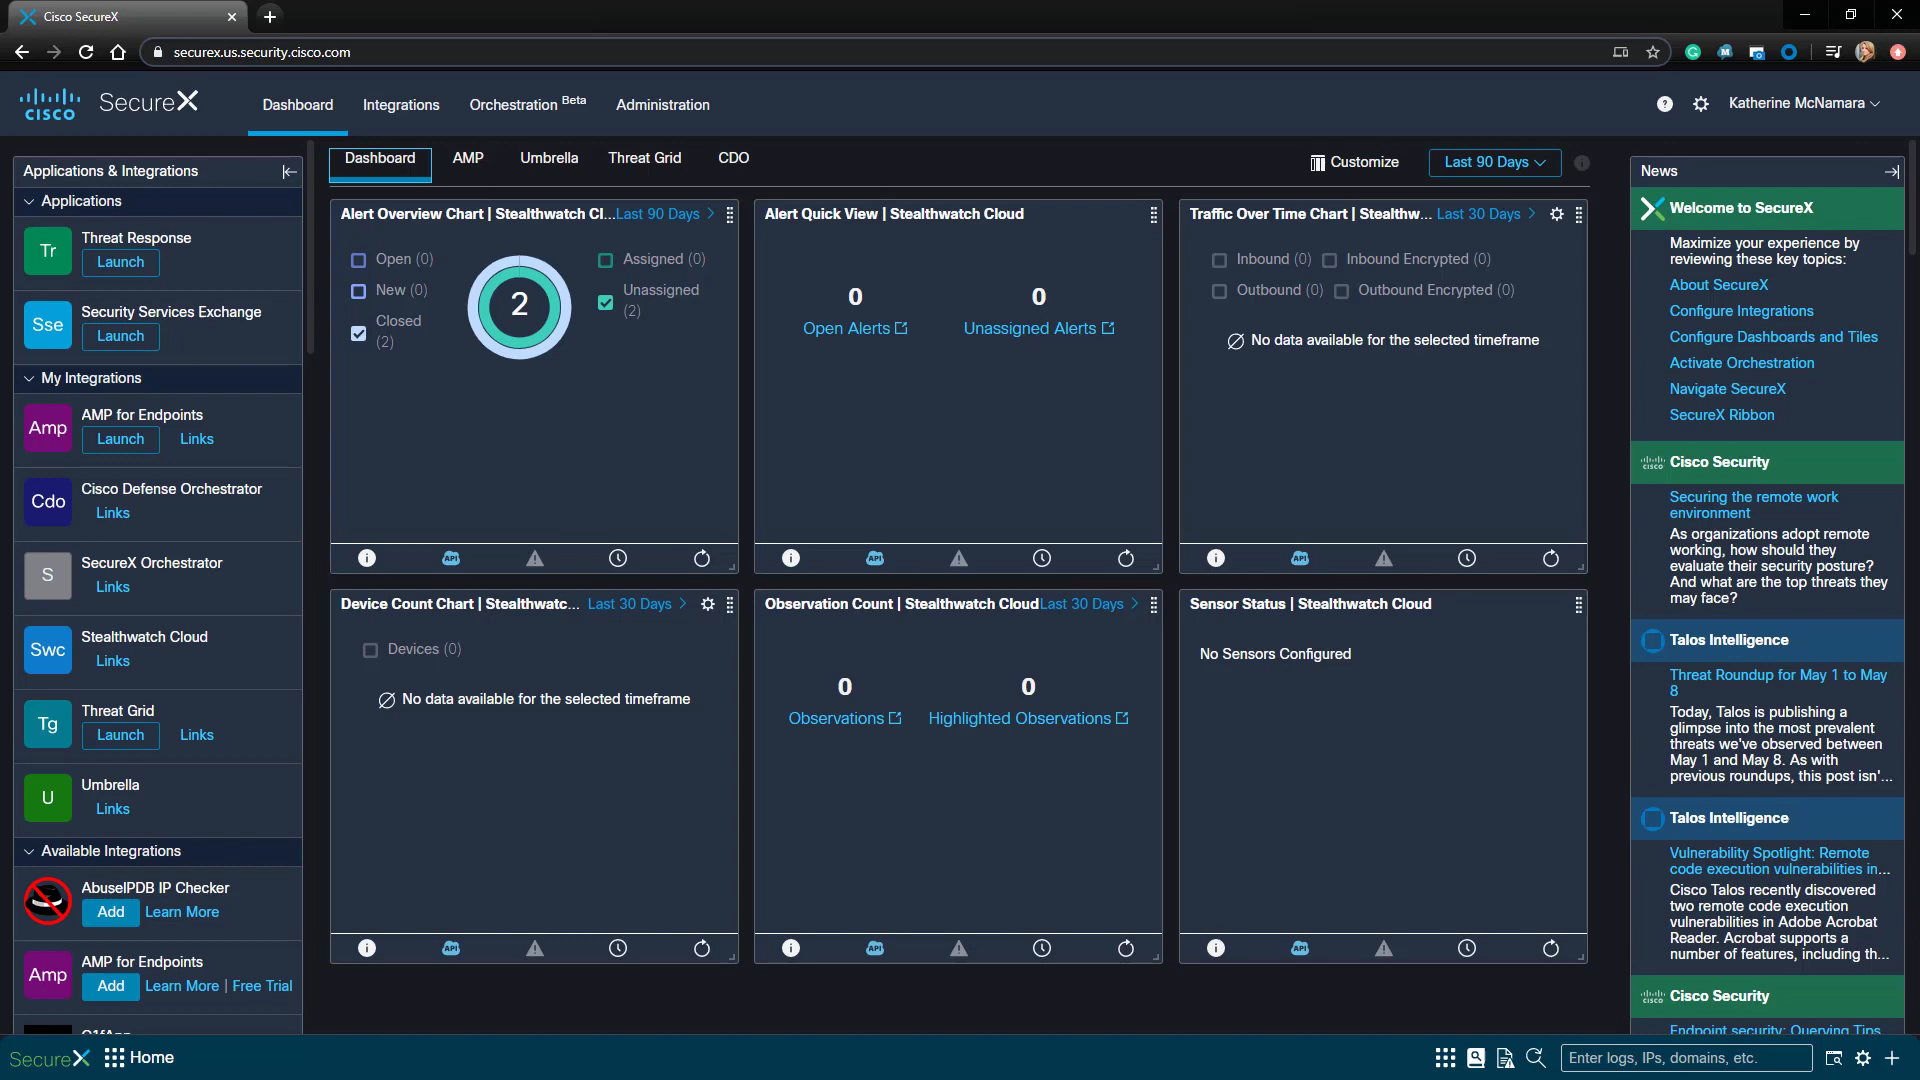 Cisco SecureX
securex.us.security.cisco.com
CISCO
SecureX
Dashboard
Integrations
Orchestration Beta
Administration
Katherine McNamara
Applications & Integrations
Applications
Tr
Threat Response
Launch
Sse
Security Services Exchange
Launch
My Integrations
Amp
AMP for Endpoints
Launch Links
Cdo
Cisco Defense Orchestrator
Links
S
SecureX Orchestrator
Links
Swc
Stealthwatch Cloud
Links
Tg
Threat Grid
Launch Links
U
Umbrella
Links
Available Integrations
AbuseIPDB IP Checker
Add Learn More
Amp
AMP for Endpoints
Add Learn More | Free Trial
Dashboard AMP Umbrella Threat Grid CDO
Customize
Last 90 Days
Alert Overview Chart | Stealthwatch Cl... Last 90 Days
Open (0)
New (0)
Closed
(2)
2
Assigned (0)
Unassigned
(2)
API
Alert Quick View | Stealthwatch Cloud
0
Open Alerts
0
Unassigned Alerts
API
Traffic Over Time Chart | Stealthw... Last 30 Days
Inbound (0) Inbound Encrypted (0)
Outbound (0) Outbound Encrypted (0)
No data available for the selected timeframe
API
Device Count Chart | Stealthwatc... Last 30 Days
Devices (0)
No data available for the selected timeframe
API
Observation Count | Stealthwatch Cloud Last 30 Days
0
Observations
0
Highlighted Observations
API
Sensor Status | Stealthwatch Cloud
No Sensors Configured
API
News
Welcome to SecureX
Maximize your experience by
reviewing these key topics:
About SecureX
Configure Integrations
Configure Dashboards and Tiles
Activate Orchestration
Navigate SecureX
SecureX Ribbon
CISCO
Cisco Security
Securing the remote work
environment
As organizations adopt remote
working, how should they
evaluate their security posture?
And what are the top threats they
may face?
Talos Intelligence
Threat Roundup for May 1 to May
8
Today, Talos is publishing a
glimpse into the most prevalent
threats we've observed between
May 1 and May 8. As with
previous roundups, this post isn'...
Talos Intelligence
Vulnerability Spotlight: Remote
code execution vulnerabilities in...
Cisco Talos recently discovered
two remote code execution
vulnerabilities in Adobe Acrobat
Reader. Acrobat supports a
number of features, including th...
CISCO
Cisco Security
Endpoint security: Querying Tips
SecureX
Home
Enter logs, IPs, domains, etc.